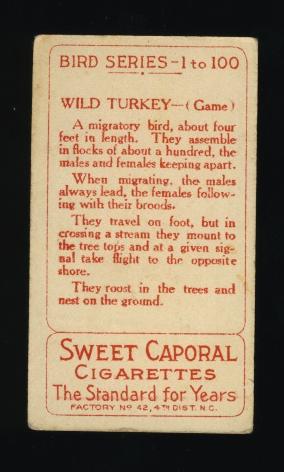 BIRD SERIES-1 to 100
WILD TURKEY—(Game)
A migratory bird, about four
feet in length. They assemble
in flocks of about a hundred, the
males and females keeping apart.
When migrating, the males
always lead, the females follow-
ing with their broods.
They travel on foot, but in
crossing a stream they mount to
the tree tops and at a given sig-
nal take flight to the opposite
shore.
They roost in the trees and
nest on the ground.
SWEET CAPORAL
CIGARETTES
The Standard for Years
FACTORY Nº 42, 4TH DIST. N.C.